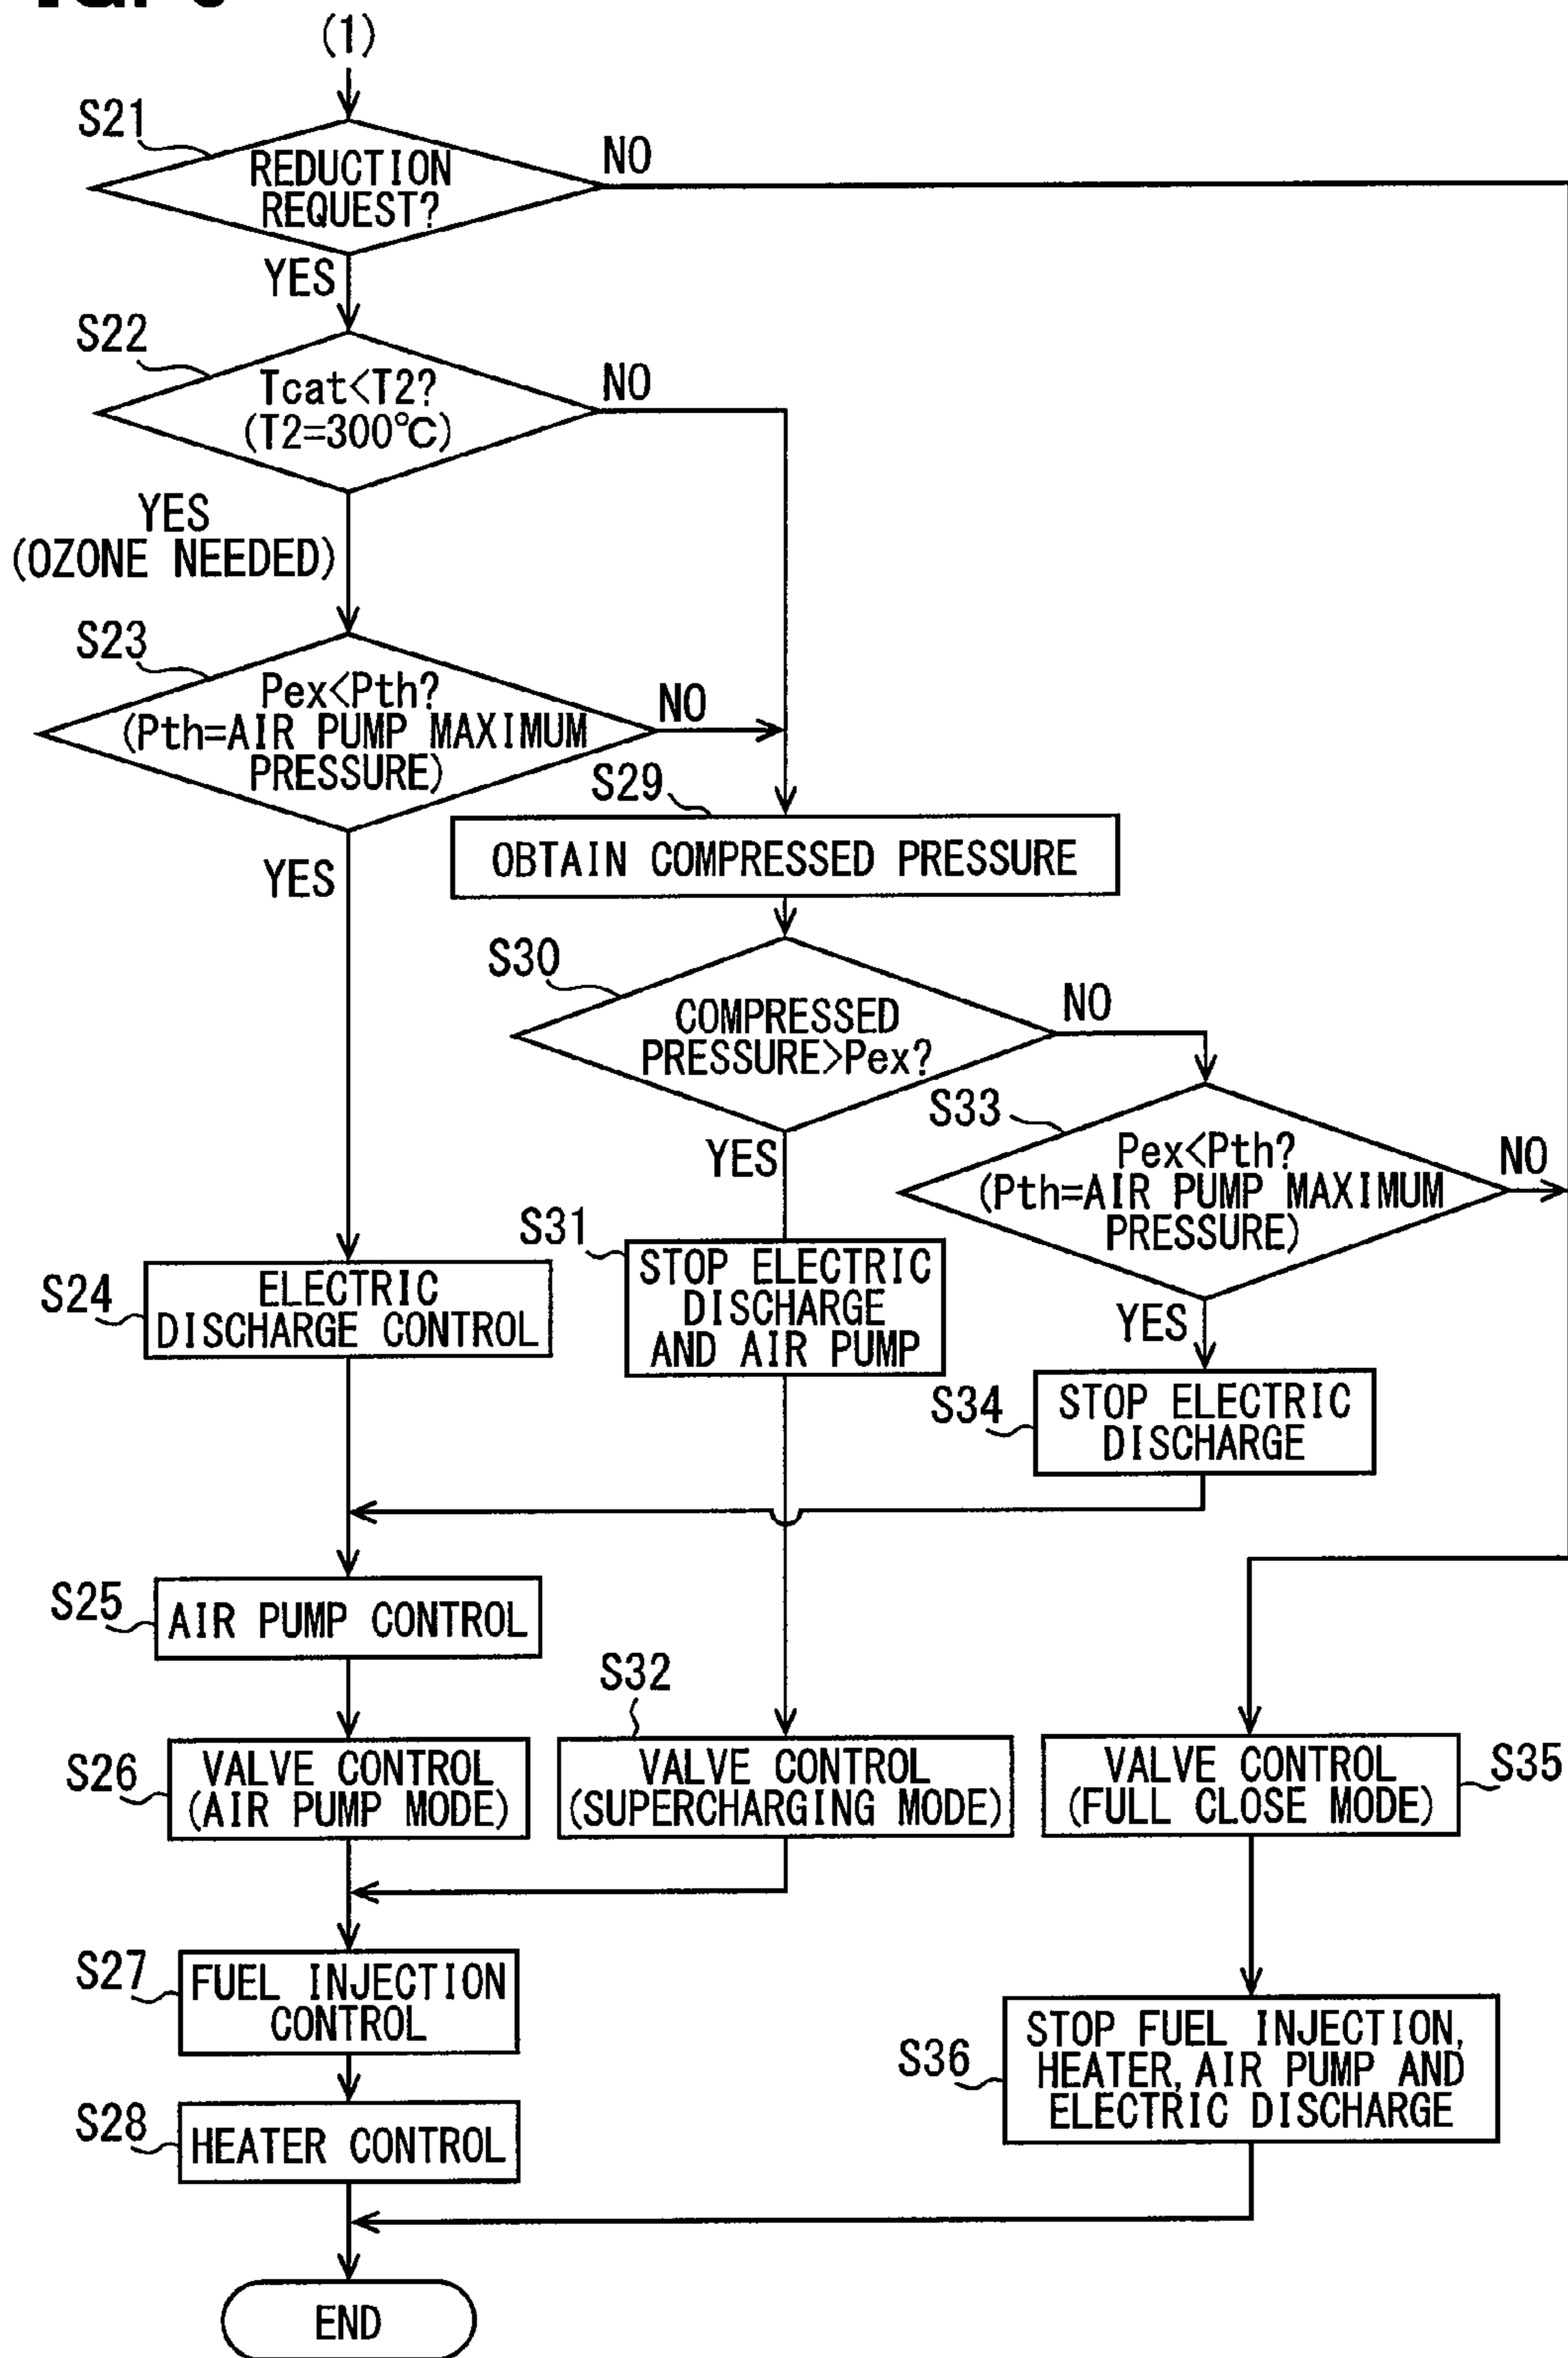 (1)
S21
REDUCTION
REQUEST?
NO
YES
S22
Tcat<T2?
(T2=300℃)
NO
YES
(OZONE NEEDED)
S23
Pex<Pth?
(Pth=AIR PUMP MAXIMUM
PRESSURE)
NO
YES
S29
OBTAIN COMPRESSED PRESSURE
S30
COMPRESSED
PRESSURE>Pex?
NO
YES
S33
Pex<Pth?
(Pth=AIR PUMP MAXIMUM
PRESSURE)
NO
YES
S24
ELECTRIC
DISCHARGE CONTROL
S31
STOP ELECTRIC
DISCHARGE
AND AIR PUMP
S34
STOP ELECTRIC
DISCHARGE
S25
AIR PUMP CONTROL
S26
VALVE CONTROL
(AIR PUMP MODE)
S32
VALVE CONTROL
(SUPERCHARGING MODE)
VALVE CONTROL
(FULL CLOSE MODE)
S35
S27
FUEL INJECTION
CONTROL
S36
STOP FUEL INJECTION,
HEATER, AIR PUMP AND
ELECTRIC DISCHARGE
S28
HEATER CONTROL
END